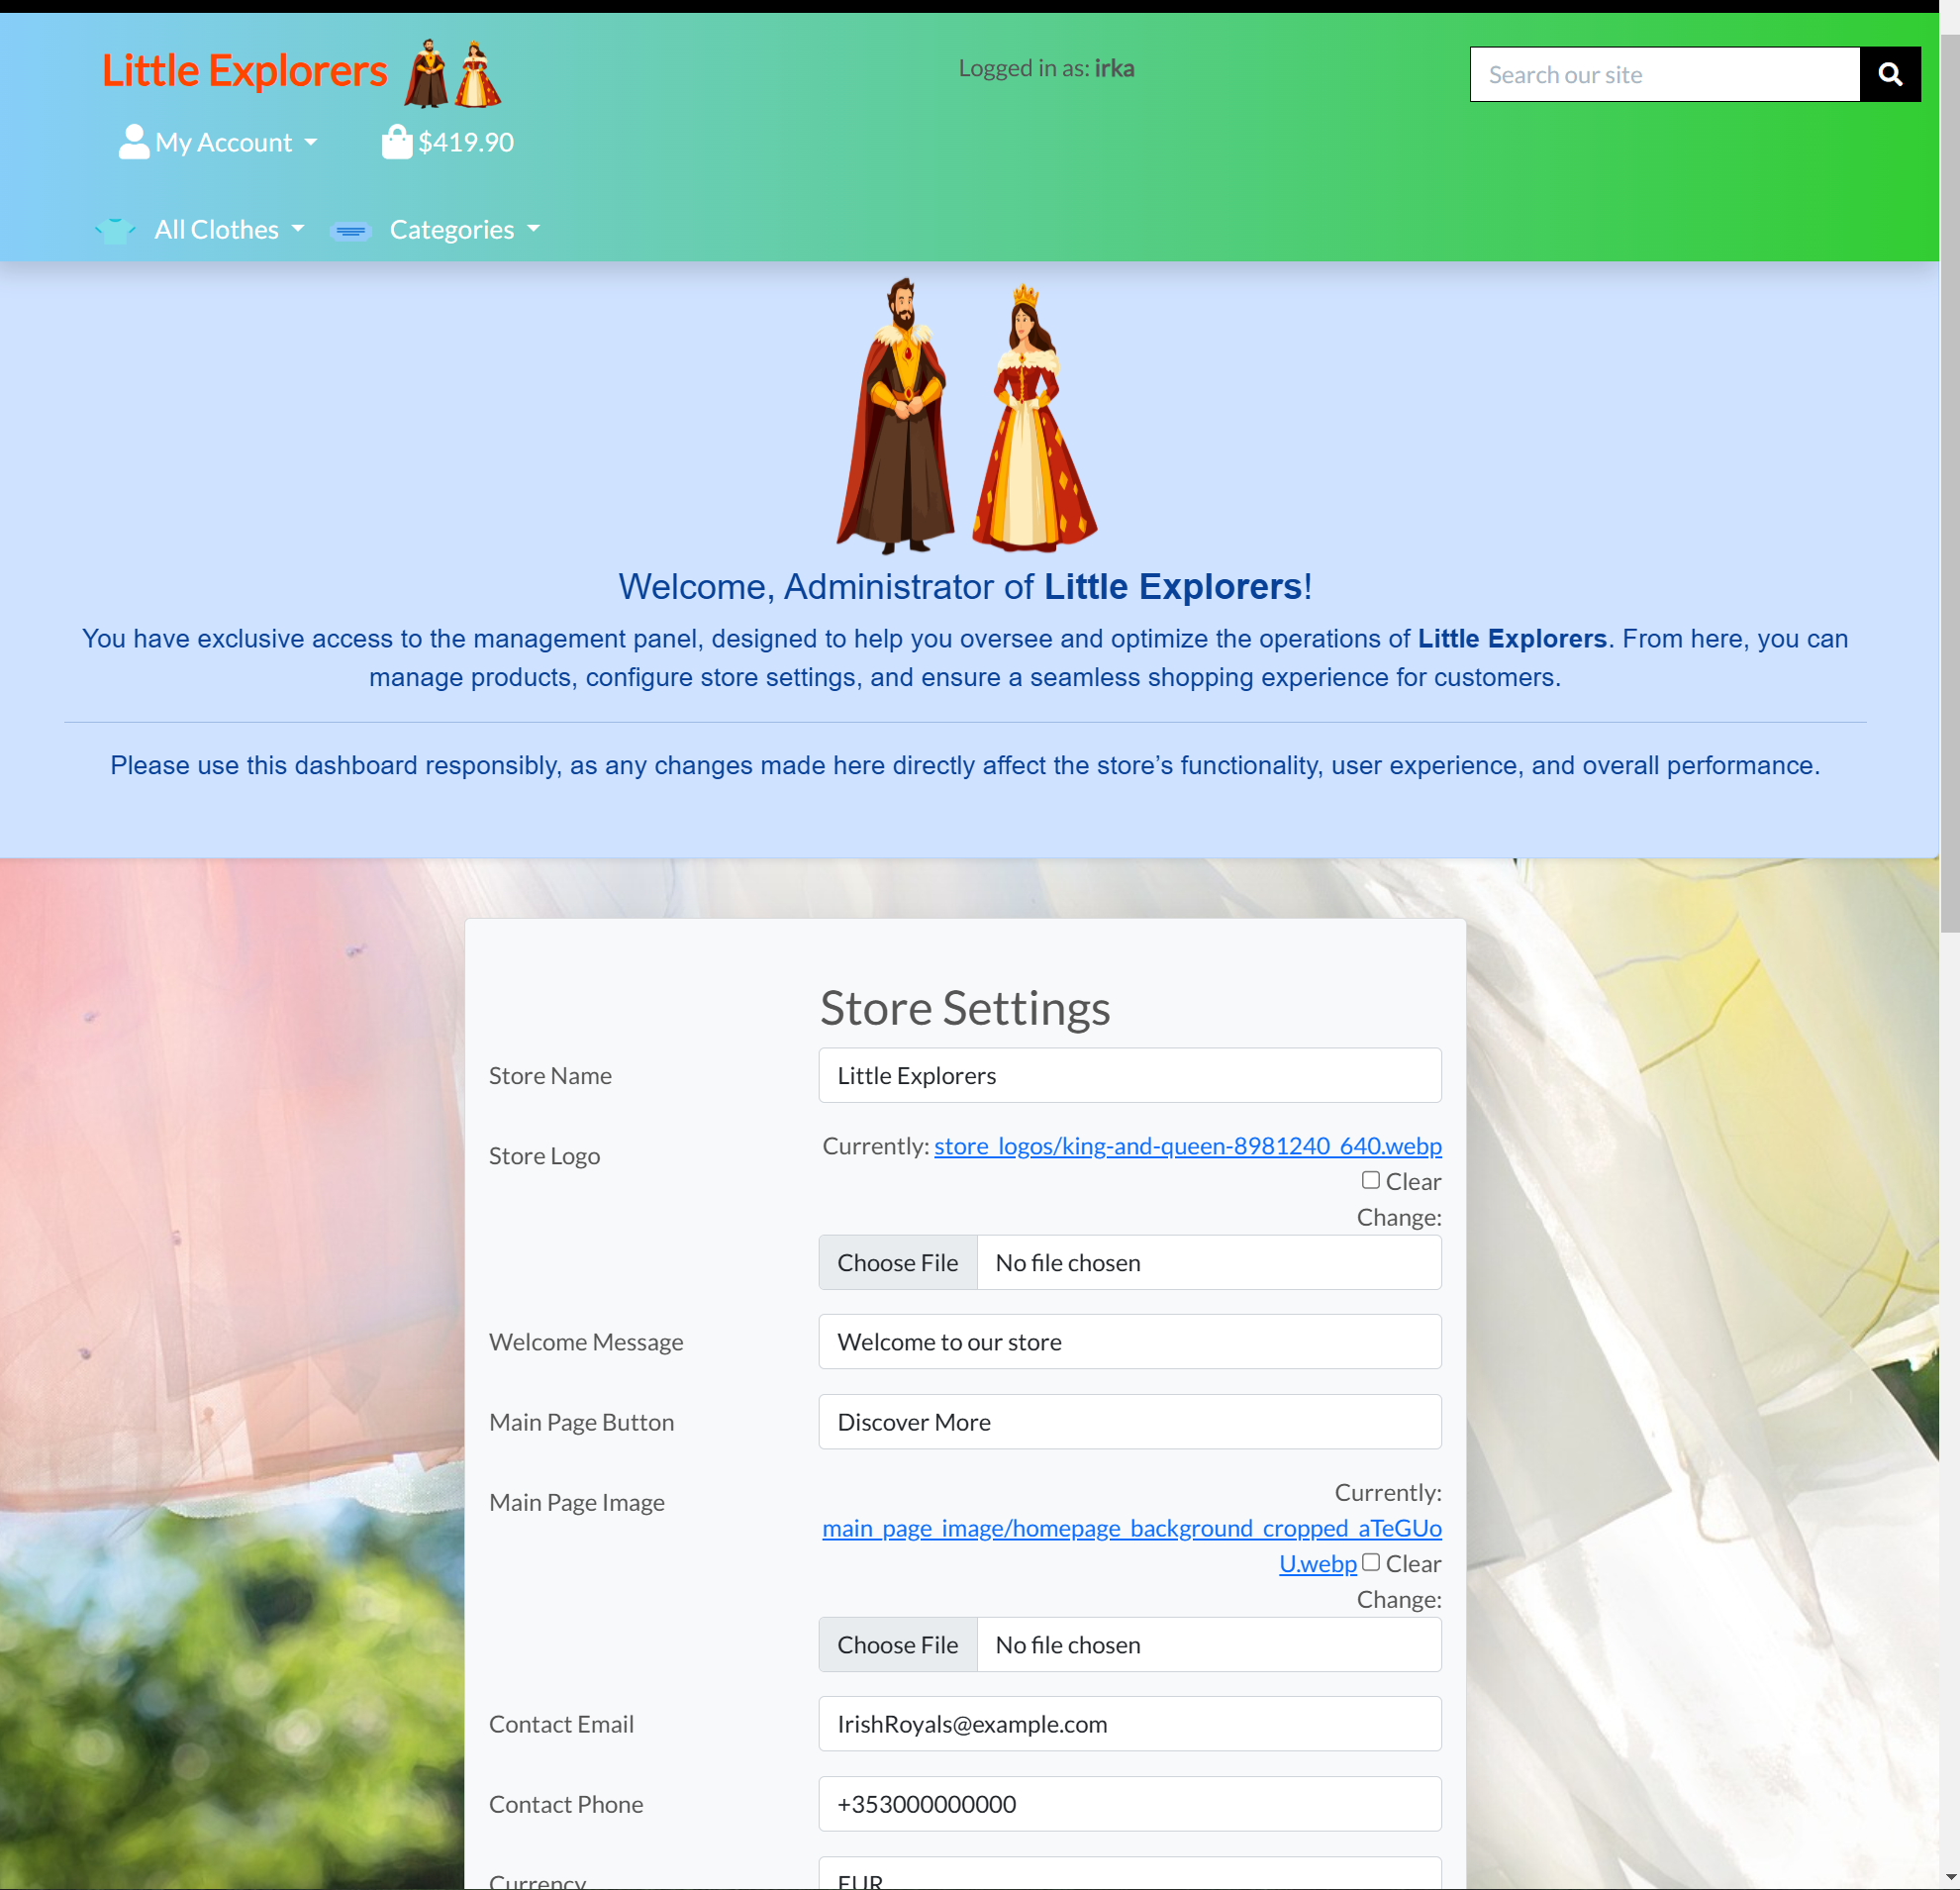 Little Explorers
Logged in as: irka
Search our site
My Account
$419.90
All Clothes
Categories
Welcome, Administrator of Little Explorers!
You have exclusive access to the management panel, designed to help you oversee and optimize the operations of Little Explorers. From here, you can
manage products, configure store settings, and ensure a seamless shopping experience for customers.
Please use this dashboard responsibly, as any changes made here directly affect the store’s functionality, user experience, and overall performance.
Store Settings
Store Name
Little Explorers
Store Logo
Currently: store_logos/king-and-queen-8981240_640.webp
Clear
Change:
Choose File No file chosen
Welcome Message
Welcome to our store
Main Page Button
Discover More
Main Page Image
Currently:
main_page_image/homepage_background_cropped_aTeGUo
U.webp Clear
Change:
Choose File No file chosen
Contact Email
IrishRoyals@example.com
Contact Phone
+353000000000
Currency
EUR